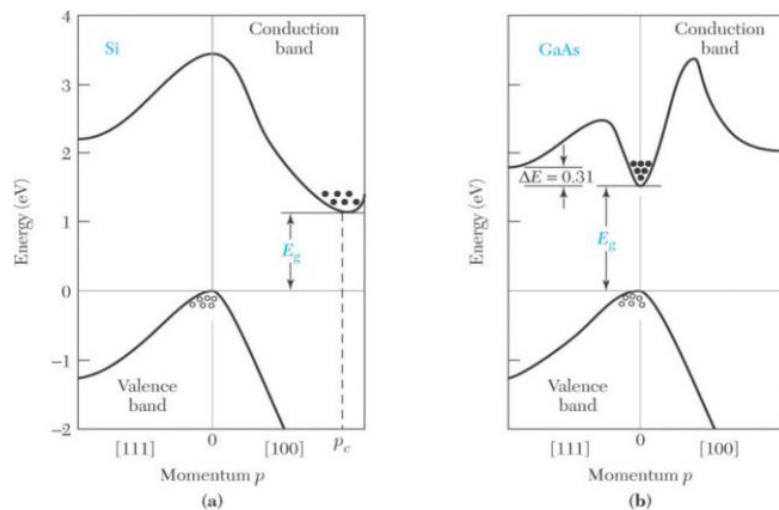 Si
Conduction
band
4
3
2
1
0
−1
−2
Energy (eV)
E_g
Valence
band
[111]
0
[100]
p_c
Momentum p
(a)
GaAs
Conduction
band
ΔE = 0.31
Energy (eV)
E_g
Valence
band
[111]
0
[100]
Momentum p
(b)